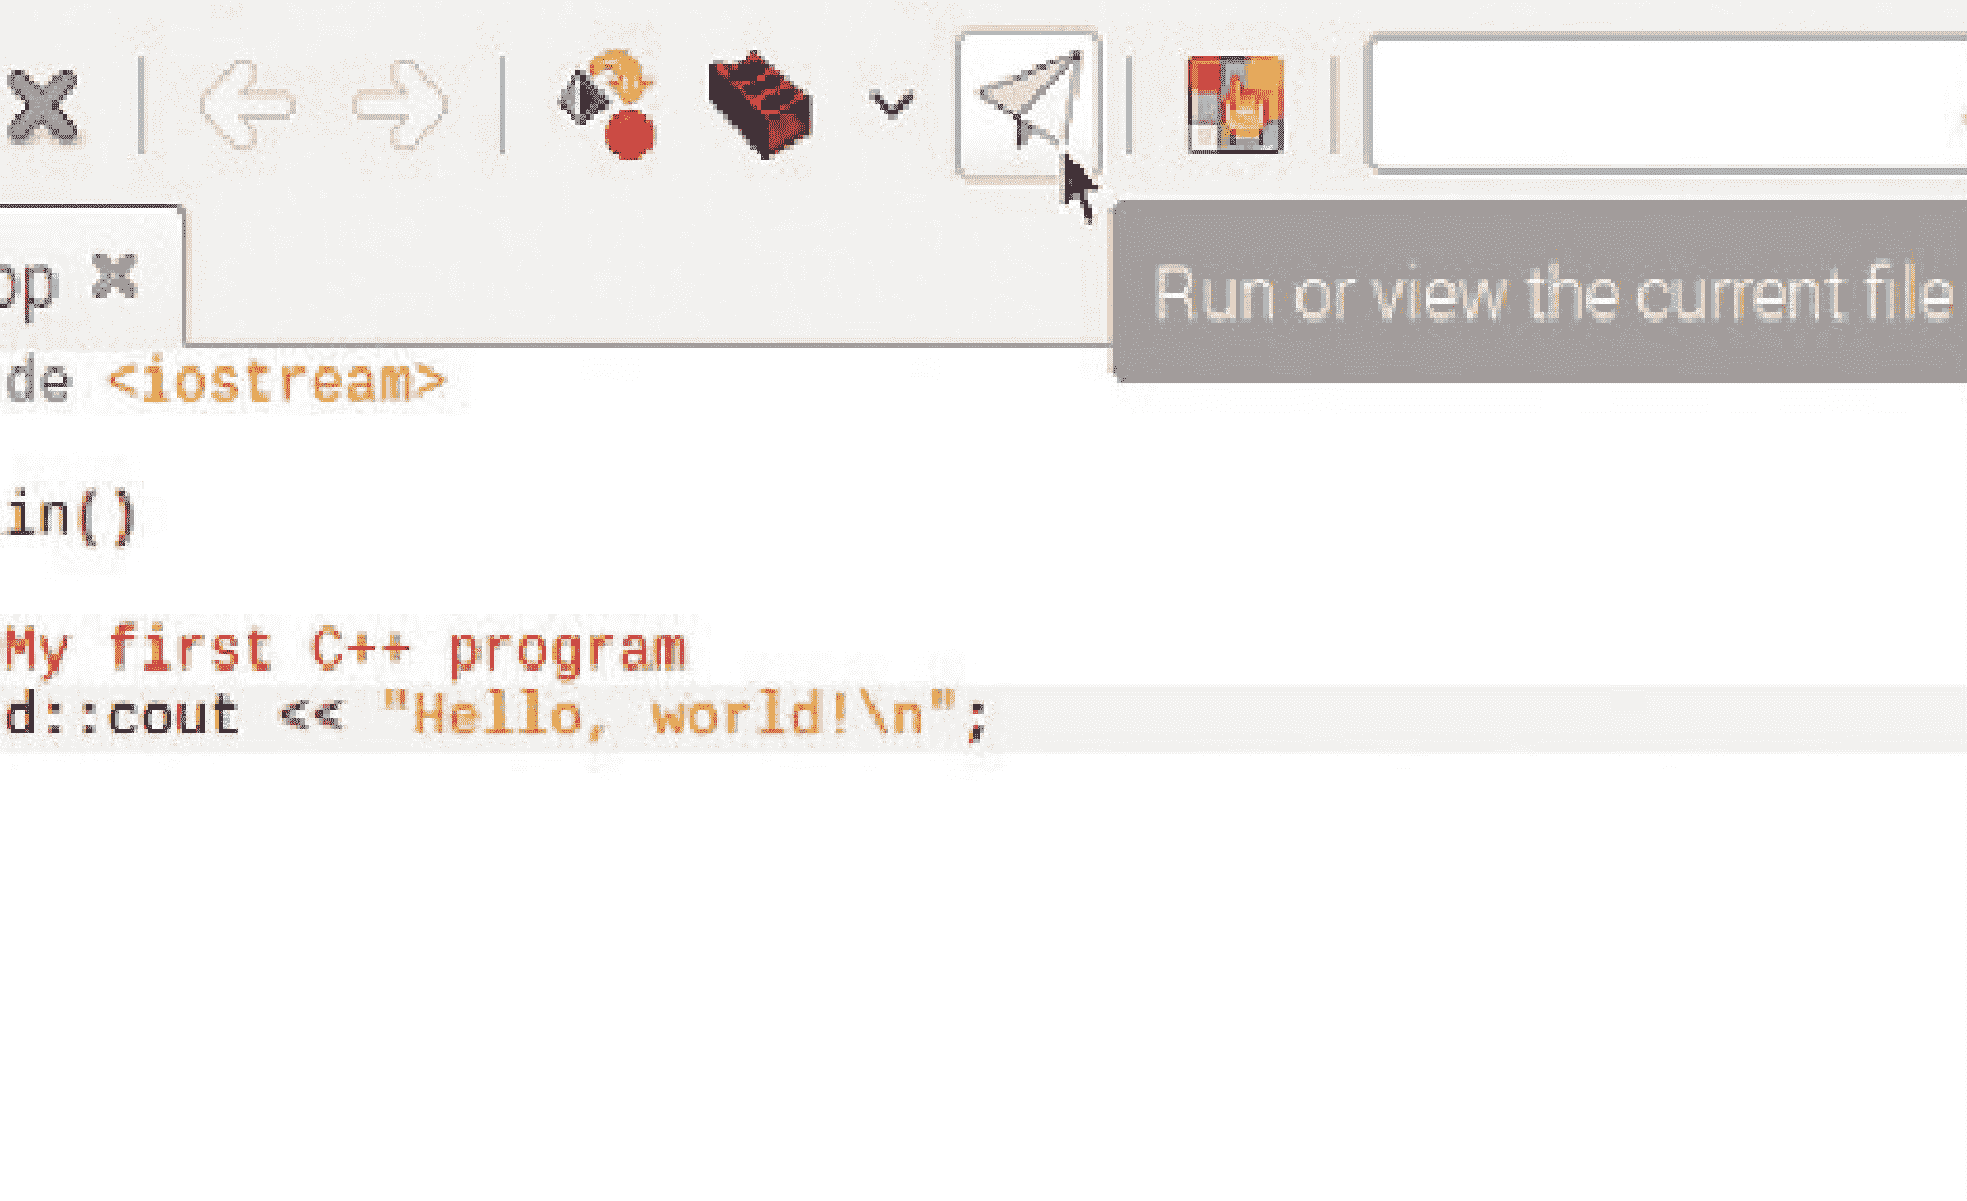 pp
Run or view the current file
de <iostream>
in()
My first C++ program
d::cout << "Hello, world!\n";